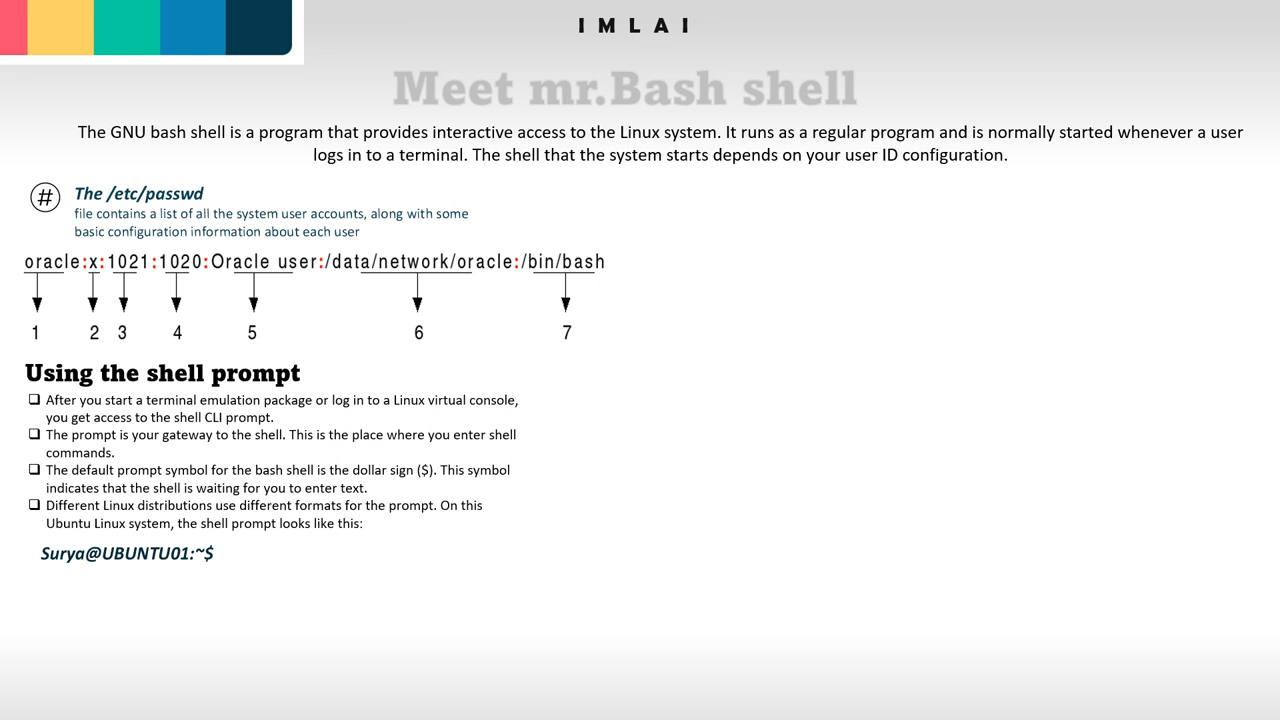 IMLAI
Meet mr.Bash shell
The GNU bash shell is a program that provides interactive access to the Linux system. It runs as a regular program and is normally started whenever a user
logs in to a terminal. The shell that the system starts depends on your user ID configuration.
#
The /etc/passwd
file contains a list of all the system user accounts, along with some
basic configuration information about each user
oracle:x:1021:1020:Oracle user:/data/network/oracle:/bin/bash
1 2 3 4 5 6 7
Using the shell prompt
❑ After you start a terminal emulation package or log in to a Linux virtual console,
you get access to the shell CLI prompt.
❑ The prompt is your gateway to the shell. This is the place where you enter shell
commands.
❑ The default prompt symbol for the bash shell is the dollar sign ($). This symbol
indicates that the shell is waiting for you to enter text.
❑ Different Linux distributions use different formats for the prompt. On this
Ubuntu Linux system, the shell prompt looks like this:
Surya@UBUNTU01:~$